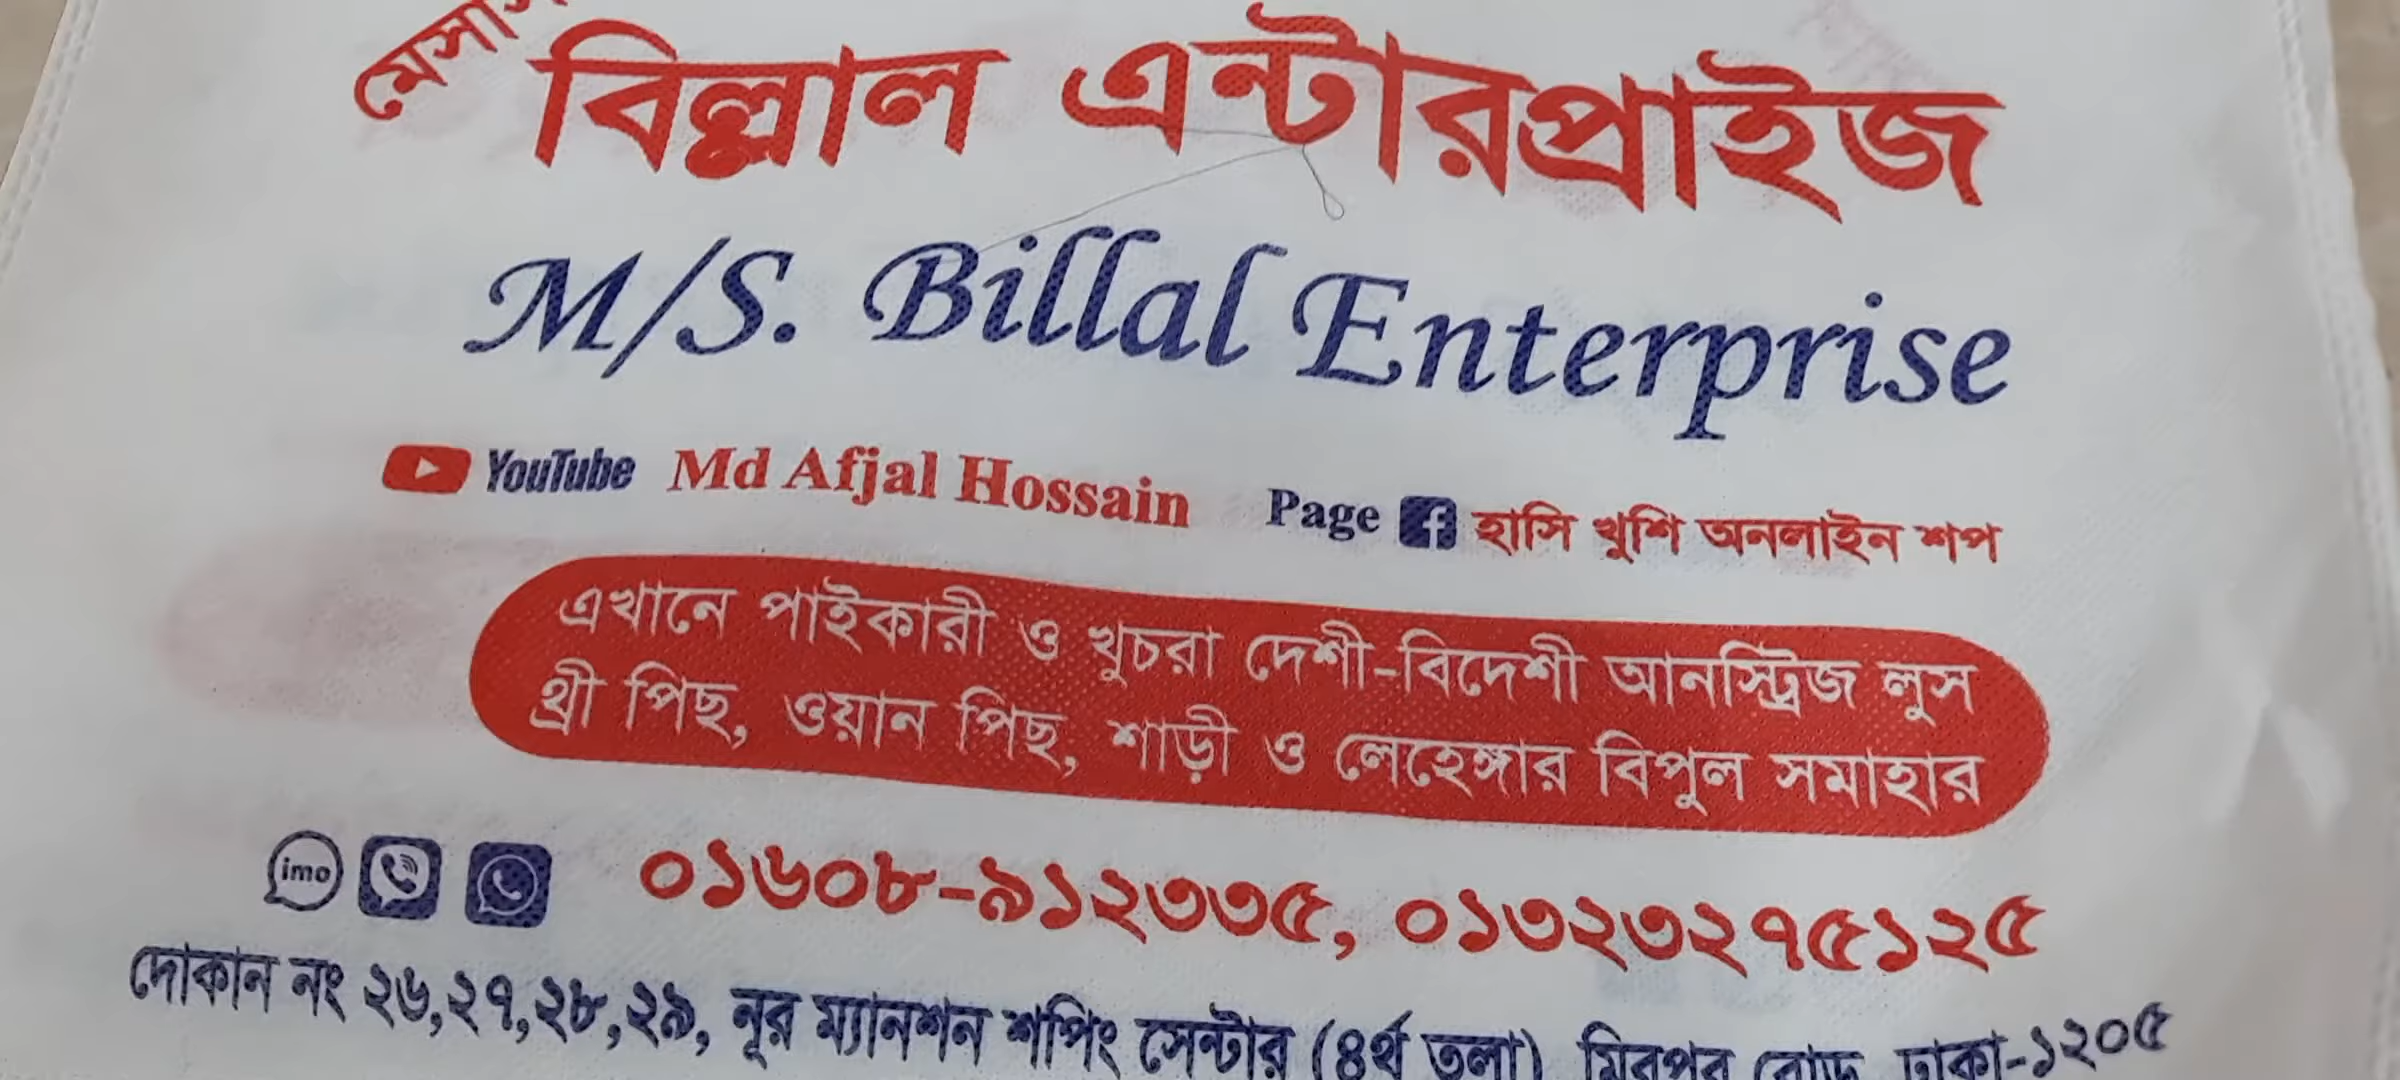 মেসার্স
বিল্লাল এন্টারপ্রাইজ
M/S. Billal Enterprise
YouTube Md Afjal Hossain Page f হাসি খুশি অনলাইন শপ
এখানে পাইকারী ও খুচরা দেশী-বিদেশী আনস্ট্রিজ লুস
থ্রী পিছ, ওয়ান পিছ, শাড়ী ও লেহেঙ্গার বিপুল সমাহার
imo ০১৬০৮-৯১২৩৩৫, ০১৩২৩২৭৫১২৫
দোকান নং ২৬,২৭,২৮,২৯, নূর ম্যানশন শপিং সেন্টার (৪র্থ তলা) মিরপুর রোড, ঢাকা-১২০৫